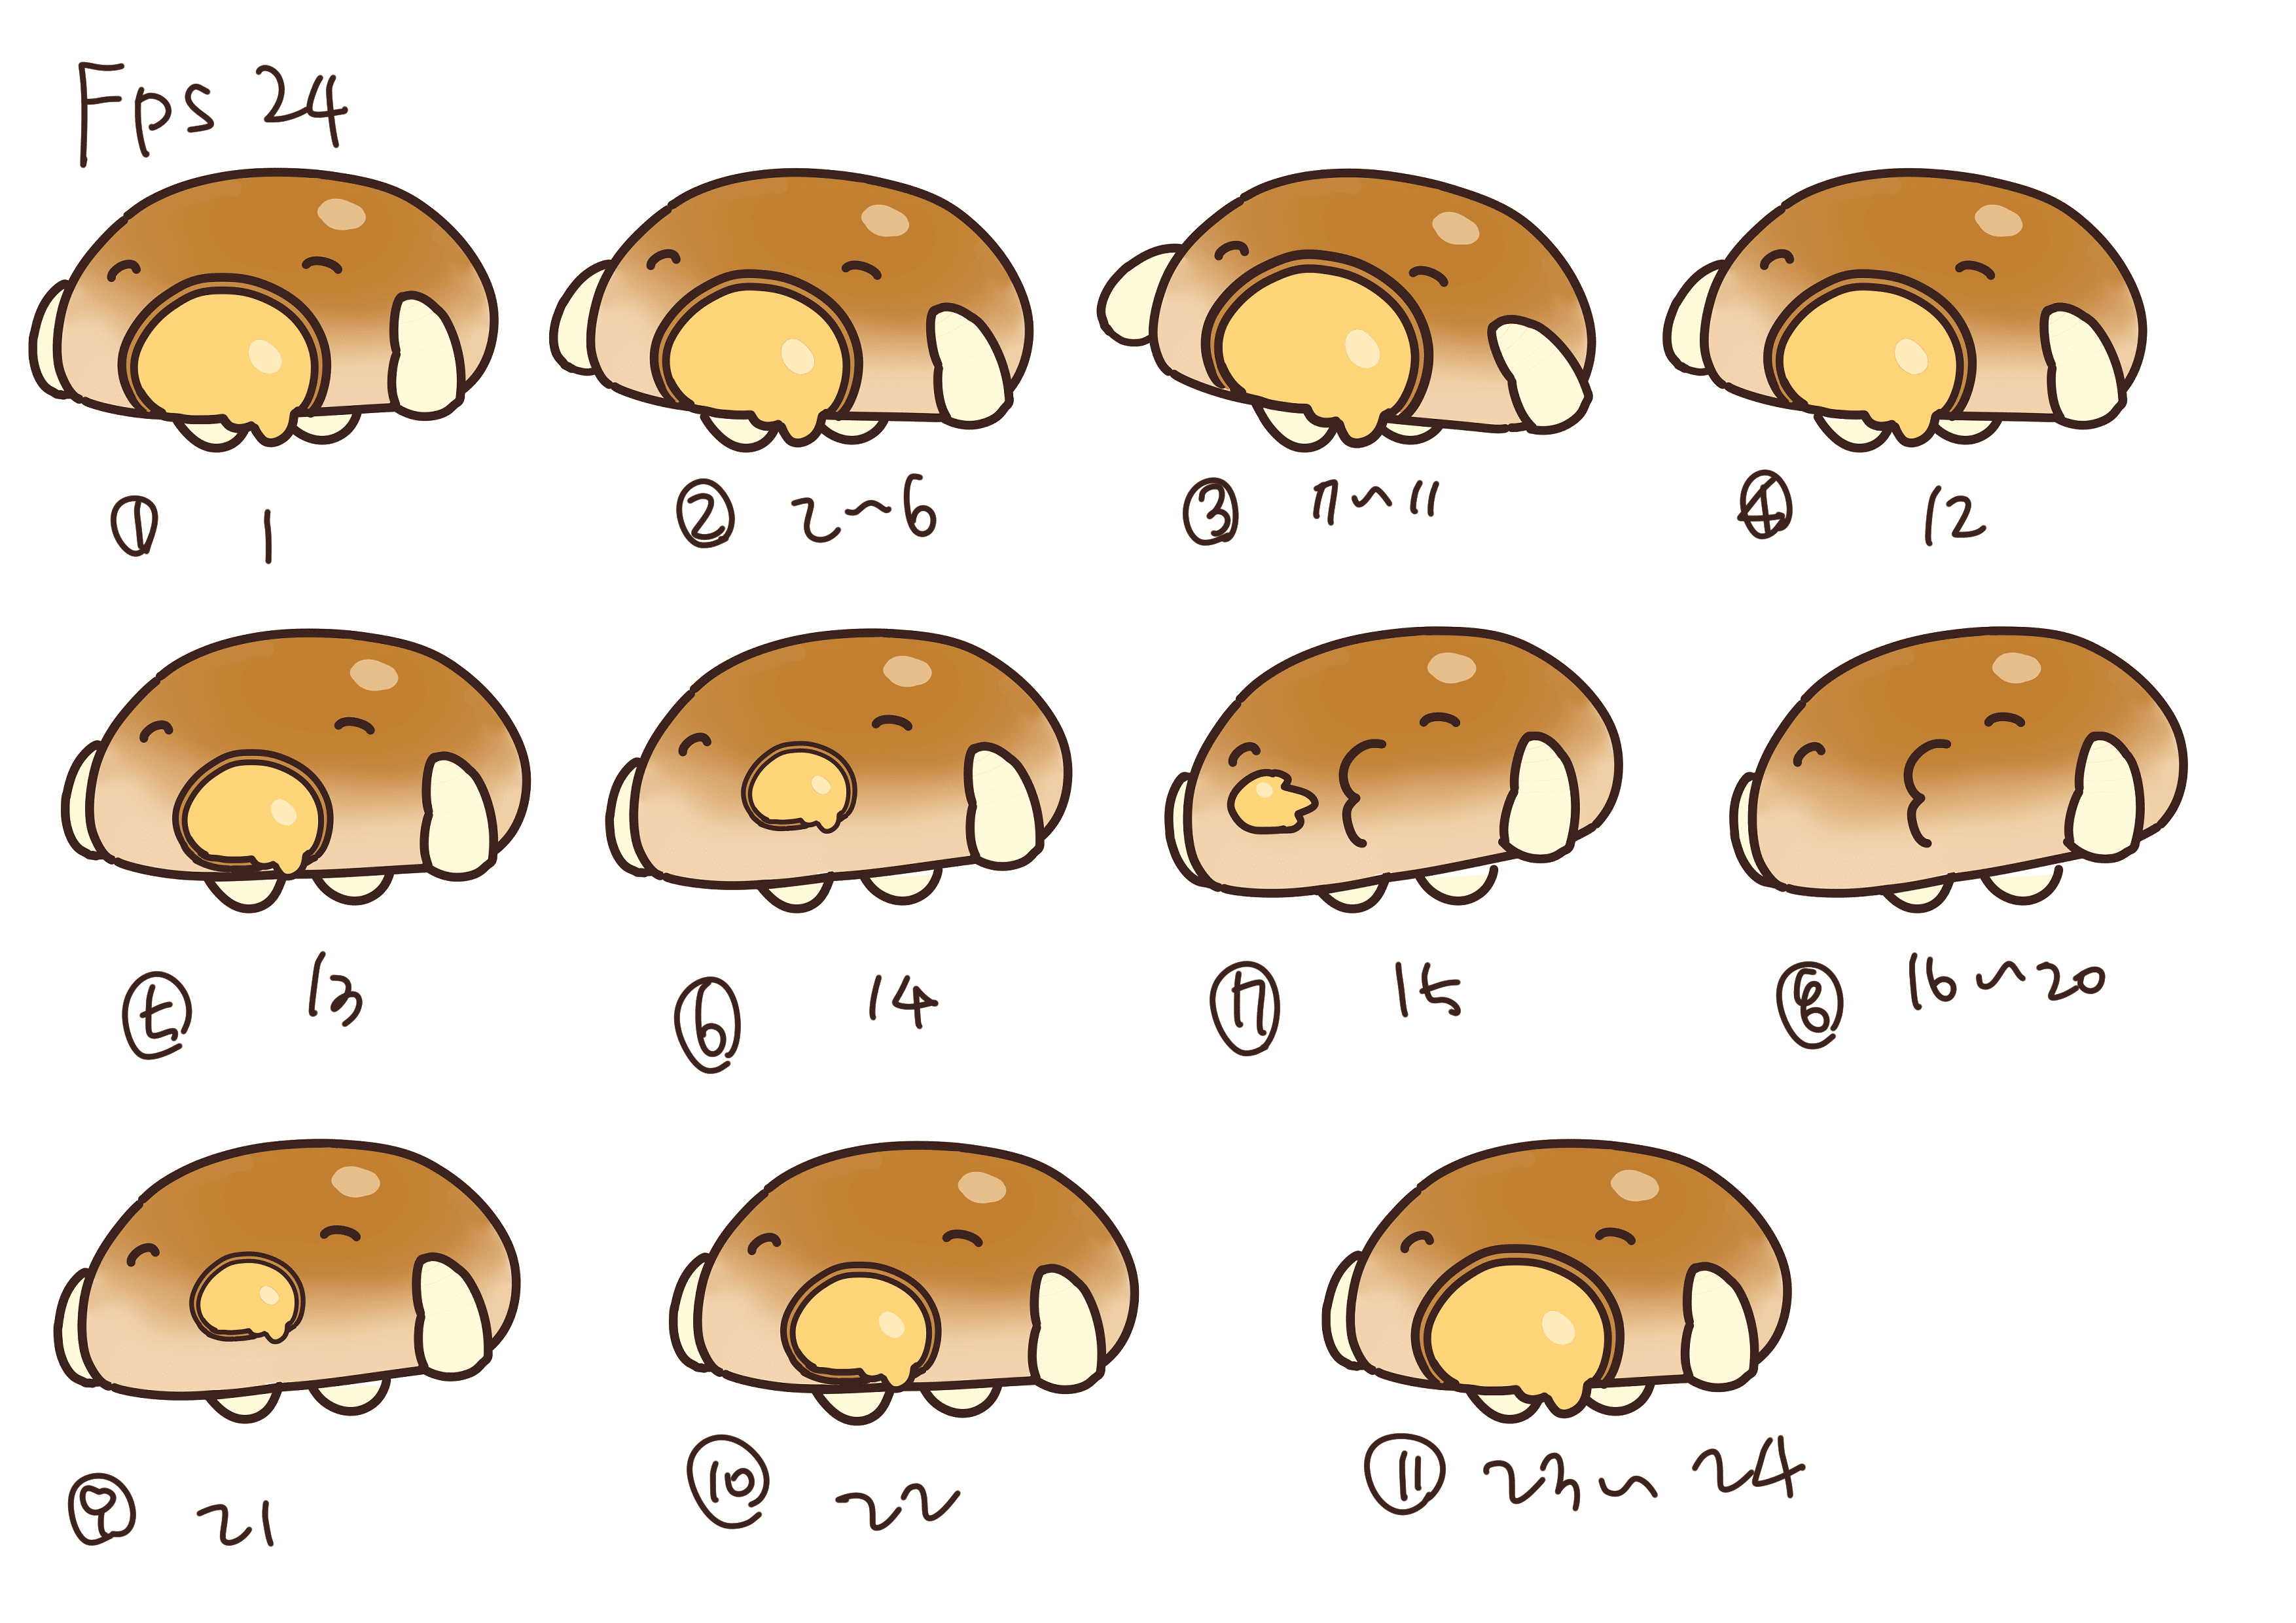 Fps 24
① 1 ② 2~6 ③ 7~11 ④ 12
⑤ 13 ⑥ 14 ⑦ 15 ⑧ 16~20
⑨ 21 ⑩ 22 ⑪ 23~24